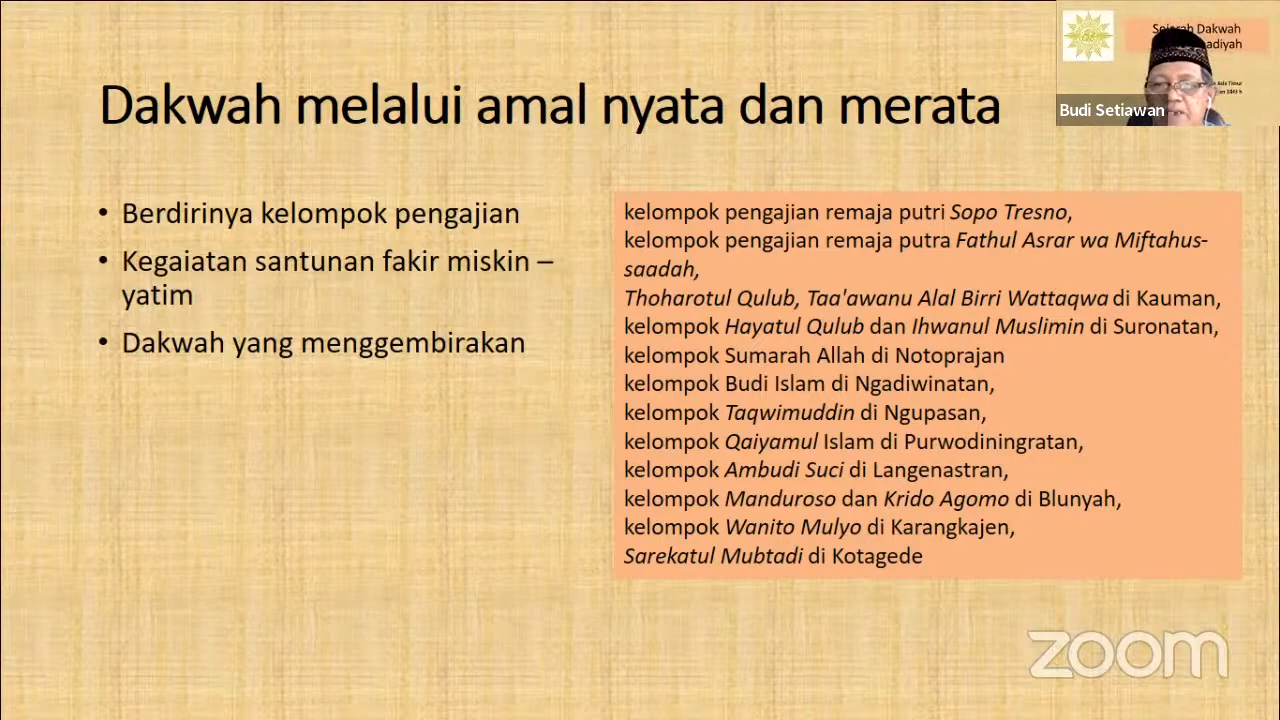 Dakwah melalui amal nyata dan merata
• Berdirinya kelompok pengajian
• Kegaiatan santunan fakir miskin –
yatim
• Dakwah yang menggembirakan
kelompok pengajian remaja putri Sopo Tresno,
kelompok pengajian remaja putra Fathul Asrar wa Miftahus-
saadah,
Thoharotul Qulub, Taa'awanu Alal Birri Wattaqwa di Kauman,
kelompok Hayatul Qulub dan Ihwanul Muslimin di Suronatan,
kelompok Sumarah Allah di Notoprajan
kelompok Budi Islam di Ngadiwinatan,
kelompok Taqwimuddin di Ngupasan,
kelompok Qaiyamul Islam di Purwodiningratan,
kelompok Ambudi Suci di Langenastran,
kelompok Manduroso dan Krido Agomo di Blunyah,
kelompok Wanito Mulyo di Karangkajen,
Sarekatul Mubtadi di Kotagede
Dakwah
adiyah
Budi Setiawan
zoom